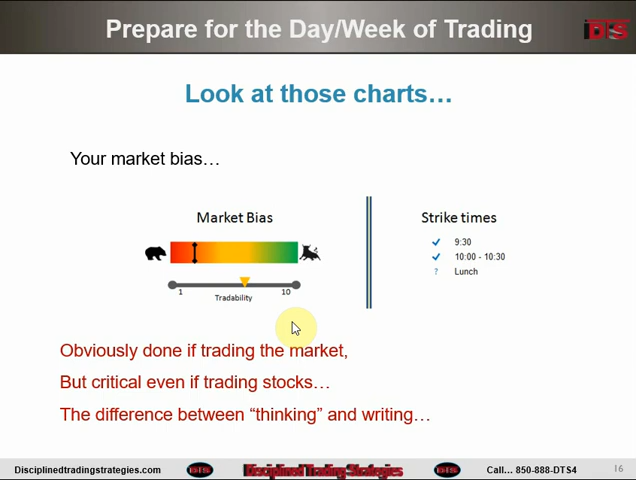 Prepare for the Day/Week of Trading
DTS
Look at those charts…
Your market bias…
Market Bias
1
10
Tradability
Strike times
9:30
10:00 - 10:30
? Lunch
Obviously done if trading the market,
But critical even if trading stocks…
The difference between “thinking” and writing…
Disciplinedtradingstrategies.com
DTS
Disciplined Trading Strategies
DTS
Call… 850-888-DTS4
16